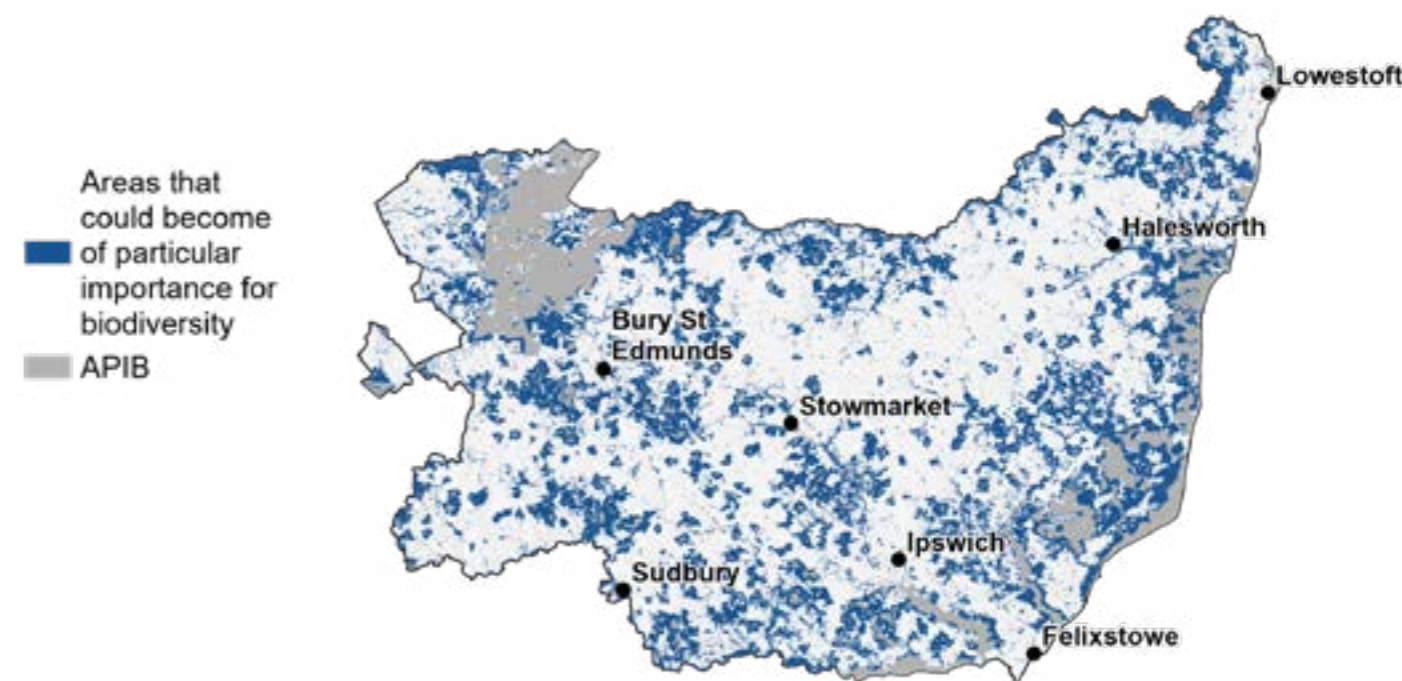 Areas that
could become
of particular
importance for
biodiversity
APIB
Lowestoft
Halesworth
Bury St
Edmunds
Stowmarket
Ipswich
Sudbury
Felixstowe